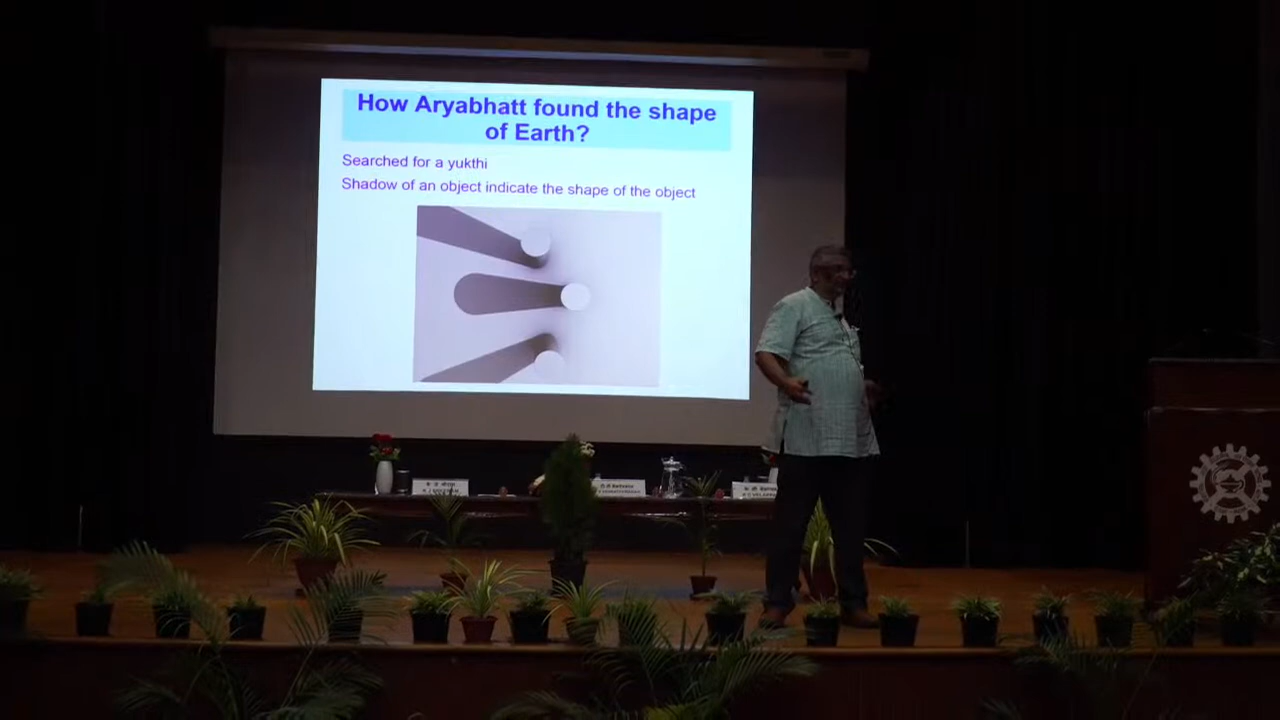 How Aryabhatt found the shape
of Earth?
Searched for a yukthi
Shadow of an object indicate the shape of the object